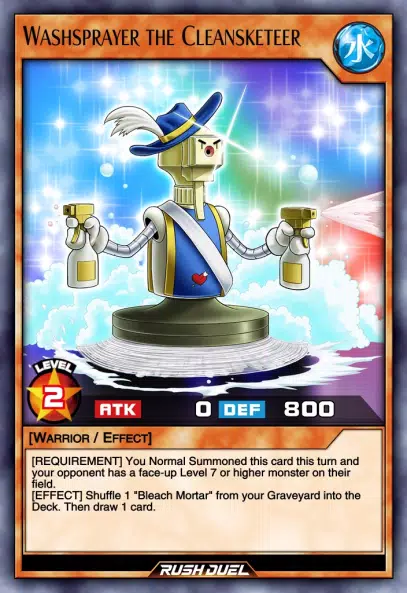 Washsprayer the Cleansketeer
水
LEVEL
2
ATK 0 DEF 800
[Warrior / Effect]
[REQUIREMENT] You Normal Summoned this card this turn and
your opponent has a face-up Level 7 or higher monster on their
field.
[EFFECT] Shuffle 1 "Bleach Mortar" from your Graveyard into the
Deck. Then draw 1 card.
RUSH DUEL